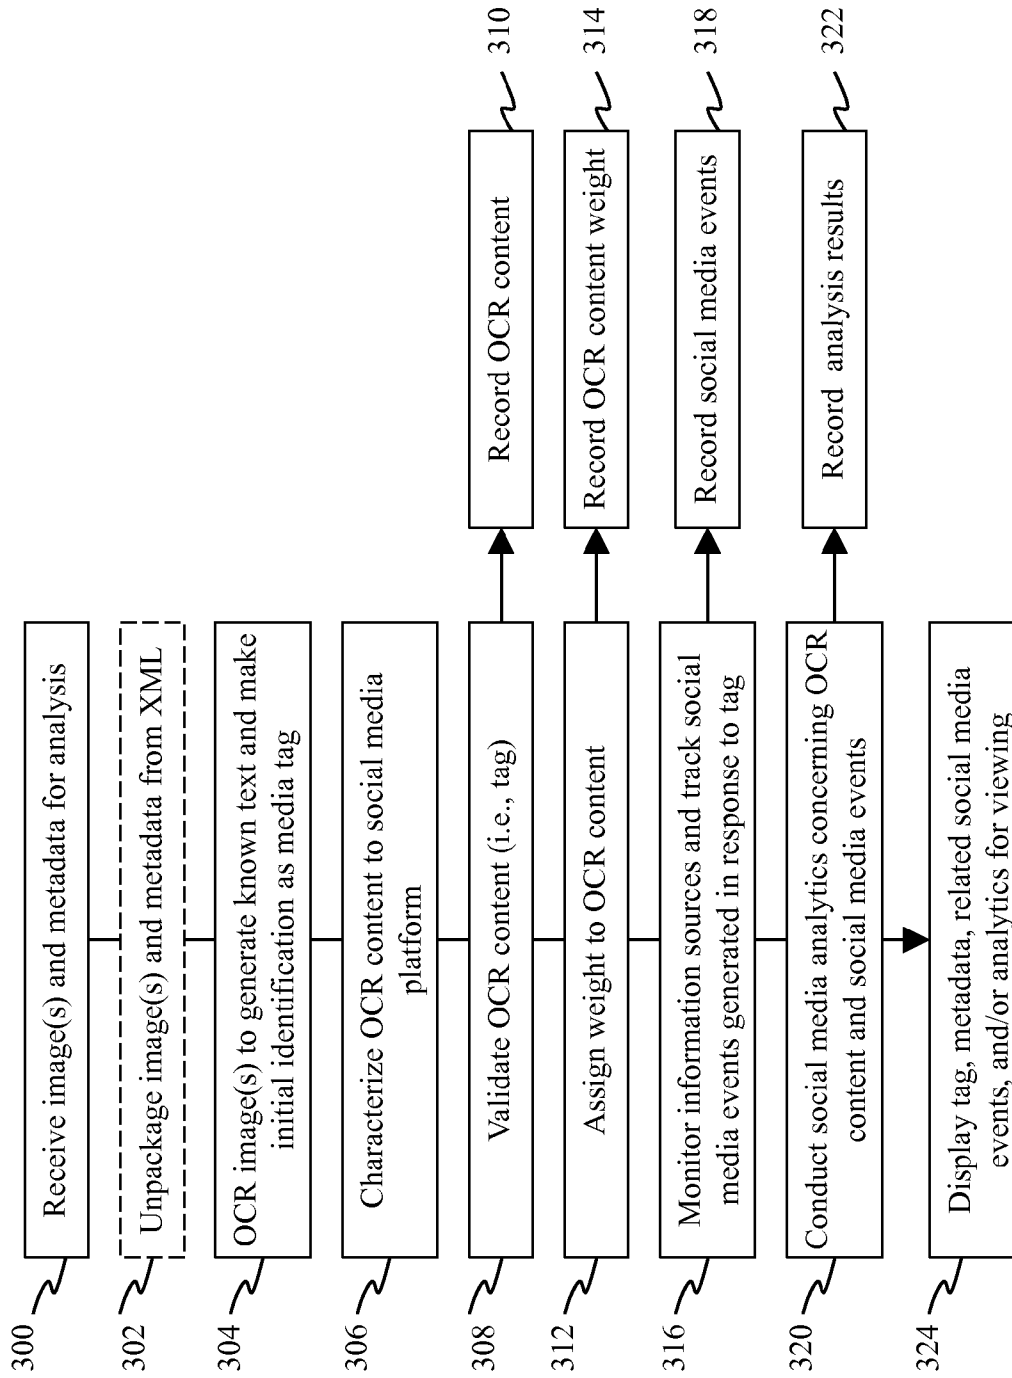 300
Receive image(s) and metadata for analysis
302
Unpackage image(s) and metadata from XML
304
OCR image(s) to generate known text and make
initial identification as media tag
306
Characterize OCR content to social media
platform
308
Validate OCR content (i.e., tag)
Record OCR content
310
312
Assign weight to OCR content
Record OCR content weight
314
316
Monitor information sources and track social
media events generated in response to tag
Record social media events
318
320
Conduct social media analytics concerning OCR
content and social media events
Record analysis results
322
324
Display tag, metadata, related social media
events, and/or analytics for viewing